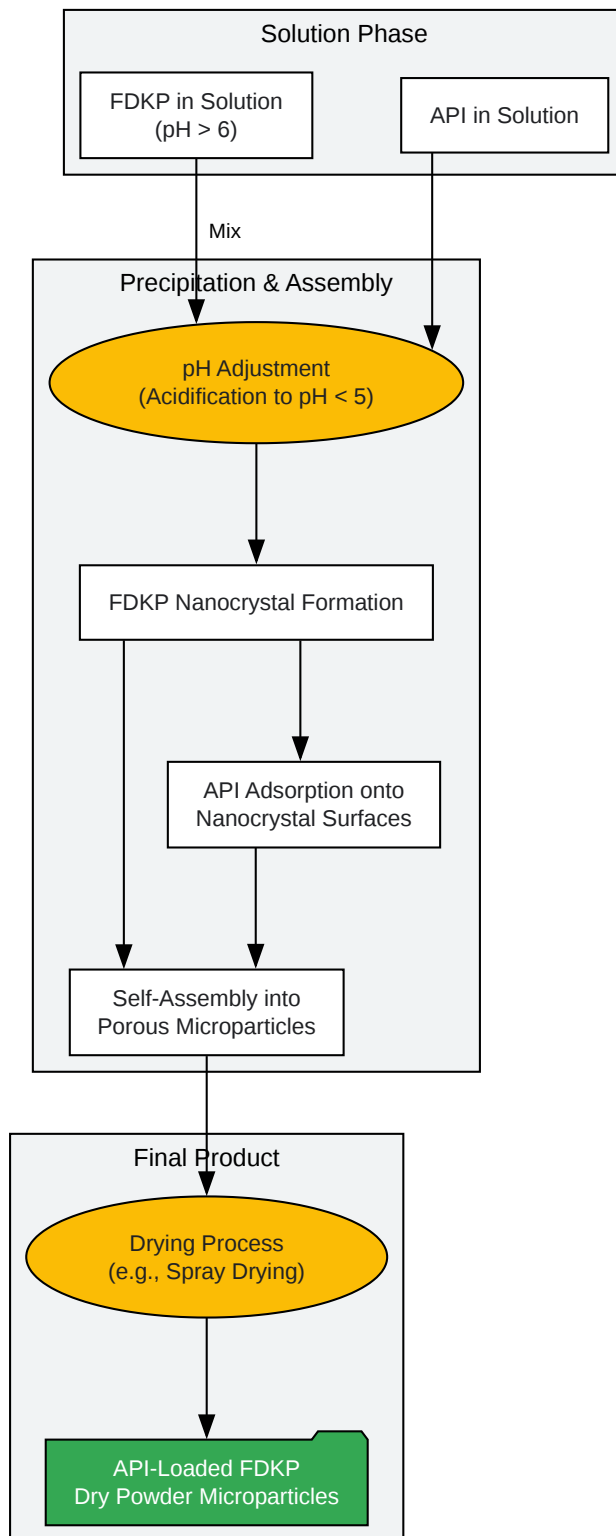 Solution Phase
FDKP in Solution
(pH > 6)
API in Solution
Mix
Precipitation & Assembly
pH Adjustment
(Acidification to pH < 5)
FDKP Nanocrystal Formation
API Adsorption onto
Nanocrystal Surfaces
Self-Assembly into
Porous Microparticles
Final Product
Drying Process
(e.g., Spray Drying)
API-Loaded FDKP
Dry Powder Microparticles